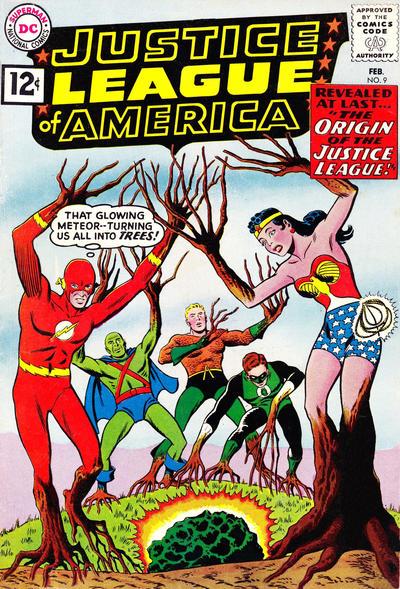 SUPERMAN
DC
NATIONAL COMICS
12¢
JUSTICE
LEAGUE
of AMERICA
APPROVED
BY THE
COMICS
CODE
CA
AUTHORITY
FEB.
NO. 9
REVEALED
AT LAST...
"THE
ORIGIN
OF THE
JUSTICE
LEAGUE!"
THAT GLOWING
METEOR--TURNING
US ALL INTO TREES!